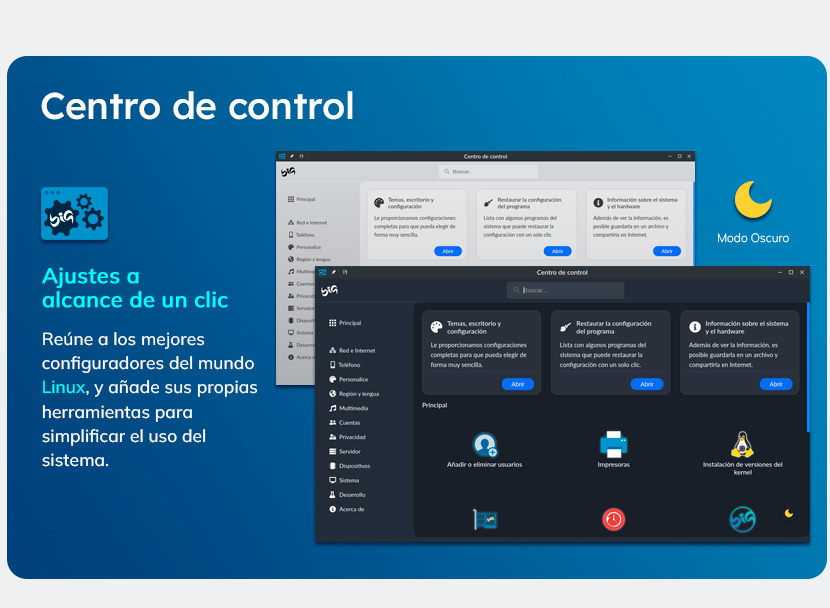 Centro de control
big
Ajustes a
alcance de un clic
Reúne a los mejores
configuradores del mundo
Linux, y añade sus propias
herramientas para
simplificar el uso del
sistema.
Modo Oscuro
Centro de control
big
Buscar...
Principal
Red e Internet
Teléfono
Personalice
Región y lengua
Multime
Cuentas
Privacid
Servidor
Disposit
Sistema
Desarro
Acerca d
Temas, escritorio y
configuración
Le proporcionamos configuraciones
completas para que pueda elegir de
forma muy sencilla.
Abrir
Restaurar la configuración
del programa
Lista con algunos programas del
sistema que puede restaurar la
configuración con un solo clic.
Abrir
Información sobre el sistema
y el hardware
Además de ver la información, es
posible guardarla en un archivo y
compartirla en Internet.
Abrir
Centro de control
big
Buscar...
Principal
Red e Internet
Teléfono
Personalice
Región y lengua
Multimedia
Cuentas
Privacidad
Servidor
Dispositivos
Sistema
Desarrollo
Acerca de
Temas, escritorio y
configuración
Le proporcionamos configuraciones
completas para que pueda elegir de
forma muy sencilla.
Abrir
Restaurar la configuración
del programa
Lista con algunos programas del
sistema que puede restaurar la
configuración con un solo clic.
Abrir
Información sobre el sistema
y el hardware
Además de ver la información, es
posible guardarla en un archivo y
compartirla en Internet.
Abrir
Principal
Añadir o eliminar usuarios
Impresoras
Instalación de versiones del
kernel
big